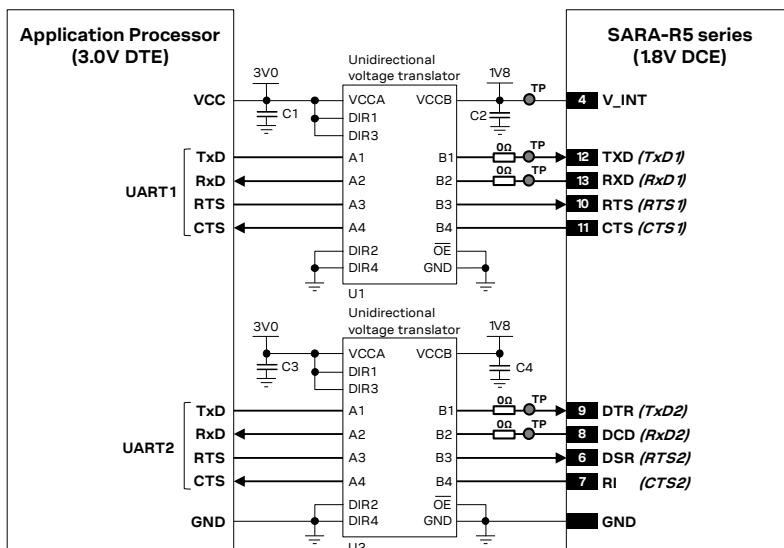 Application Processor
(3.0V DTE)
SARA-R5 series
(1.8V DCE)
Unidirectional
voltage translator
3V0
1V8
VCC
C1
VCCA
DIR1
DIR3
VCCB
C2
TP
4 V_INT
UART1
TxD A1 B1 0Ω TP 12 TXD (TxD1)
RxD A2 B2 0Ω TP 13 RXD (RxD1)
RTS A3 B3 10 RTS (RTS1)
CTS A4 B4 11 CTS (CTS1)
DIR2 OE
DIR4 GND
U1
Unidirectional
voltage translator
3V0
1V8
C3
VCCA
DIR1
DIR3
VCCB
C4
UART2
TxD A1 B1 0Ω TP 9 DTR (TxD2)
RxD A2 B2 0Ω TP 8 DCD (RxD2)
RTS A3 B3 6 DSR (RTS2)
CTS A4 B4 7 RI (CTS2)
DIR2 OE
GND DIR4 GND GND
U2